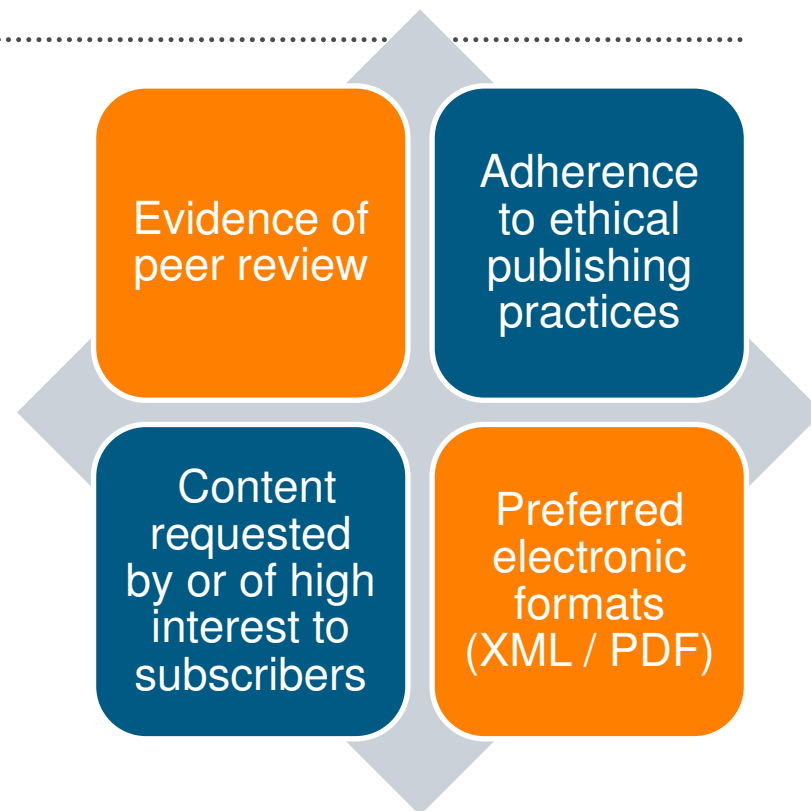 Evidence of
peer review
Adherence
to ethical
publishing
practices
Content
requested
by or of high
interest to
subscribers
Preferred
electronic
formats
(XML / PDF)